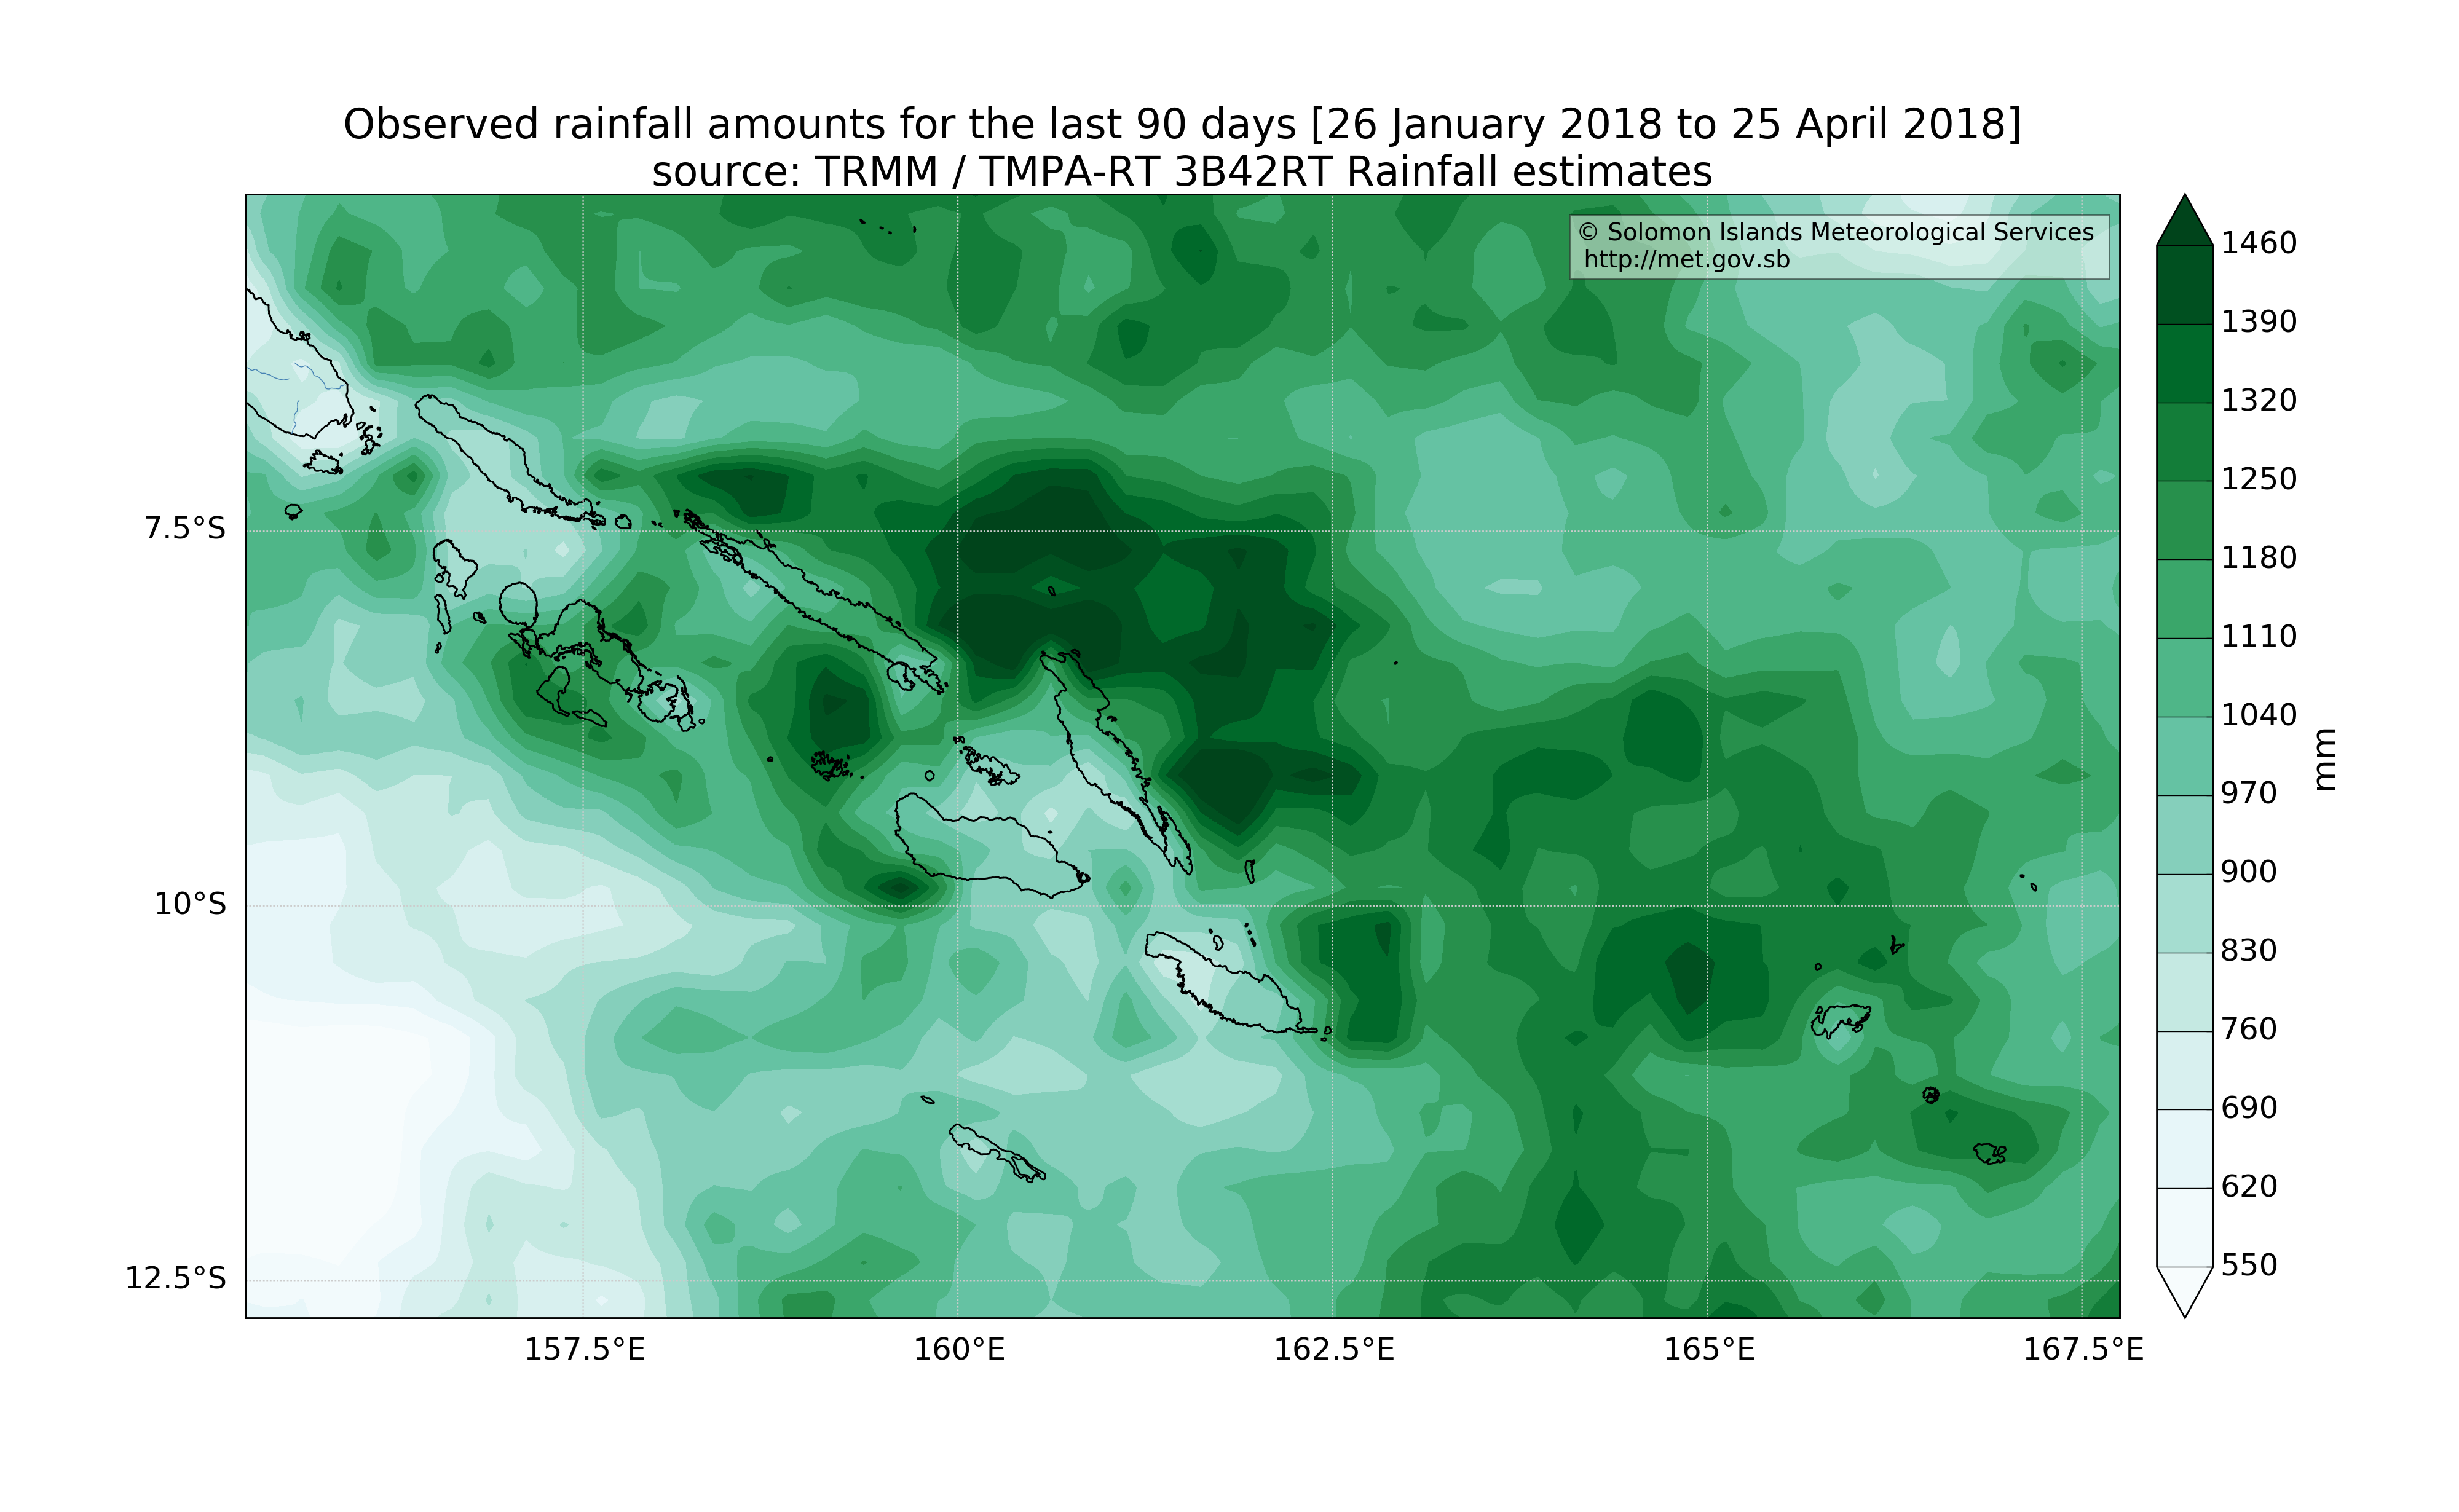 Observed rainfall amounts for the last 90 days [26 January 2018 to 25 April 2018]
source: TRMM / TMPA-RT 3B42RT Rainfall estimates
© Solomon Islands Meteorological Services
http://met.gov.sb
7.5°S
10°S
12.5°S
157.5°E
160°E
162.5°E
165°E
167.5°E
1460
1390
1320
1250
1180
1110
1040
970
900
830
760
690
620
550
mm